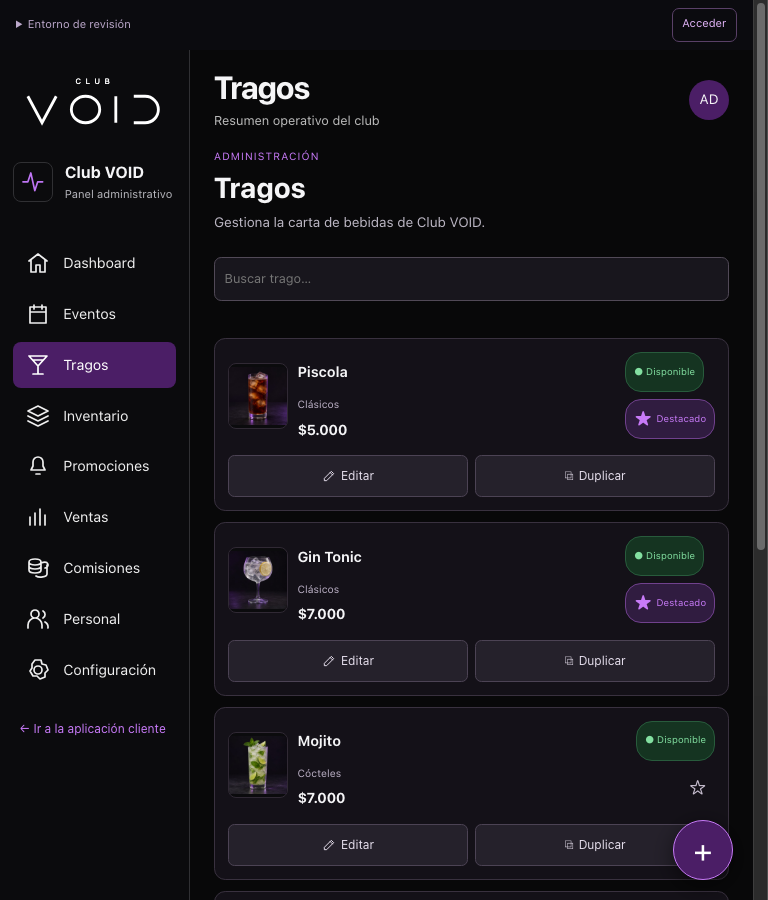 Entorno de revisión
Acceder
CLUB
VOID
Club VOID
Panel administrativo
Dashboard
Eventos
Tragos
Inventario
Promociones
Ventas
Comisiones
Personal
Configuración
← Ir a la aplicación cliente
Tragos
Resumen operativo del club
AD
ADMINISTRACIÓN
Tragos
Gestiona la carta de bebidas de Club VOID.
Buscar trago...
Piscola
Clásicos
$5.000
Disponible
Destacado
Editar
Duplicar
Gin Tonic
Clásicos
$7.000
Disponible
Destacado
Editar
Duplicar
Mojito
Cócteles
$7.000
Disponible
Editar
Duplicar
+